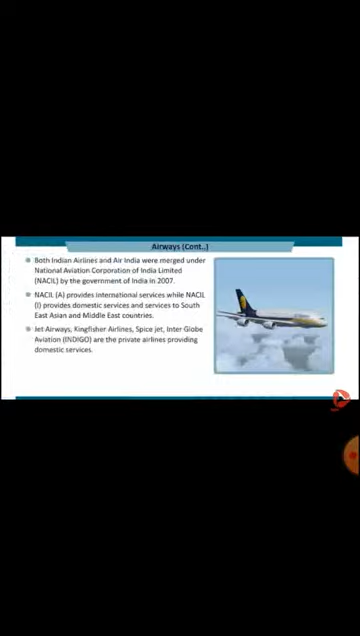 Airways (Cont..)
Both Indian Airlines and Air India were merged under
National Aviation Corporation of India Limited
(NACIL) by the government of India in 2007.
NACIL (A) provides international services while NACIL
(I) provides domestic services and services to South
East Asian and Middle East countries.
Jet Airways, Kingfisher Airlines, Spice jet, Inter Globe
Aviation (INDIGO) are the private airlines providing
domestic services.